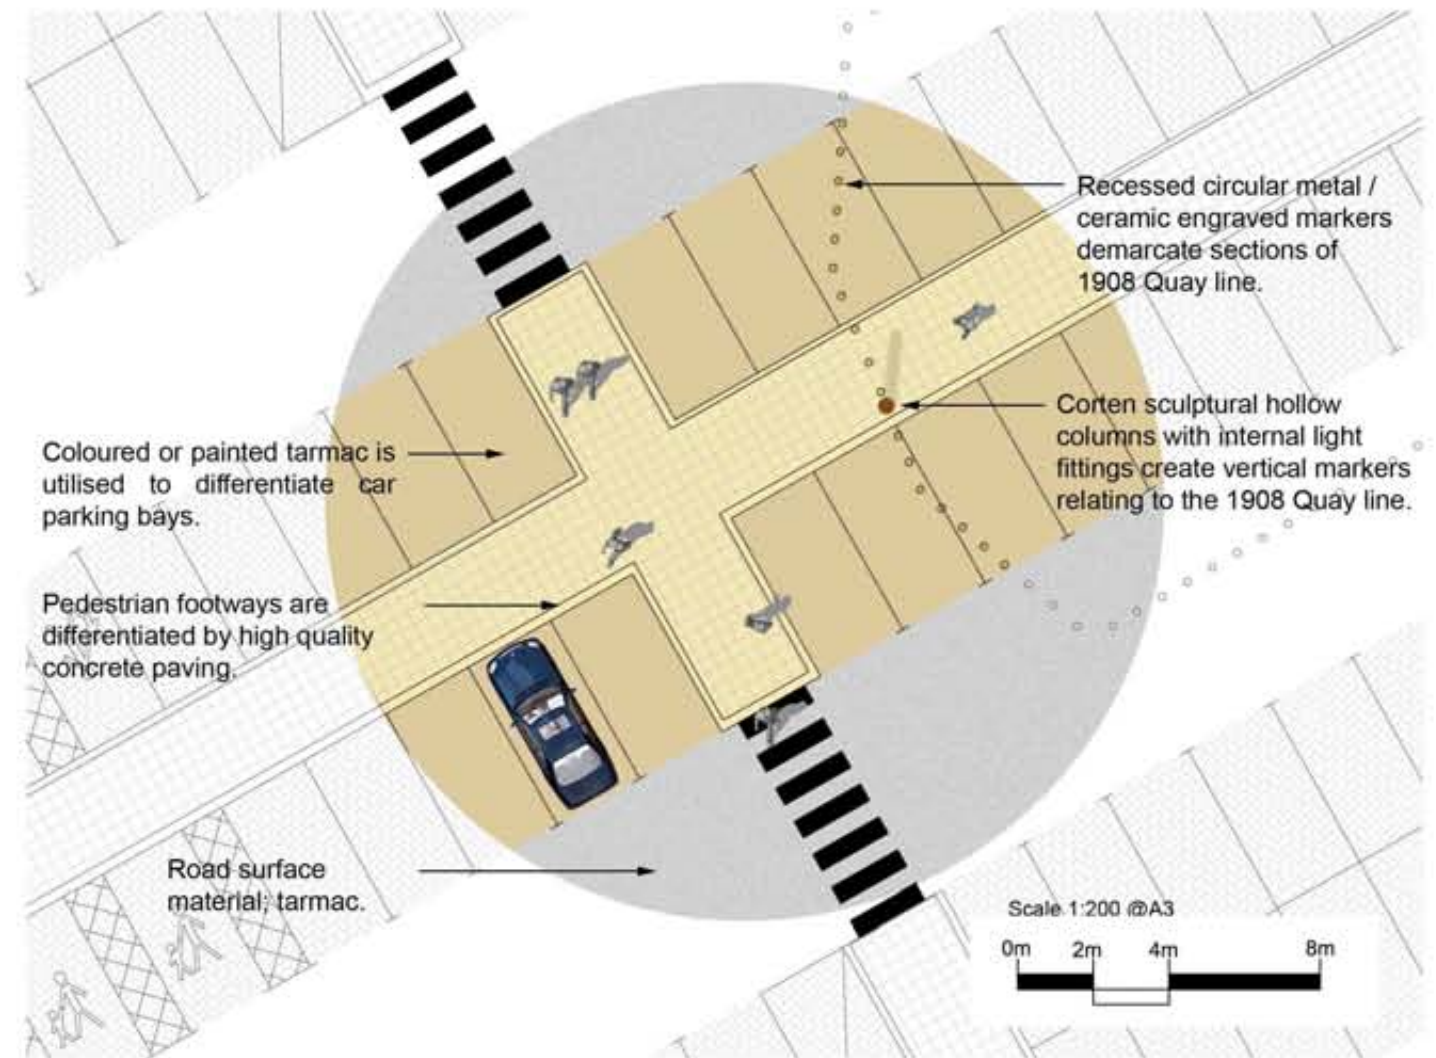 Recessed circular metal /
ceramic engraved markers
demarcate sections of
1908 Quay line.
Corten sculptural hollow
columns with internal light
fittings create vertical markers
relating to the 1908 Quay line.
Coloured or painted tarmac is
utilised to differentiate car
parking bays.
Pedestrian footways are
differentiated by high quality
concrete paving.
Road surface
material; tarmac.
Scale 1:200 @A3
0m 2m 4m 8m